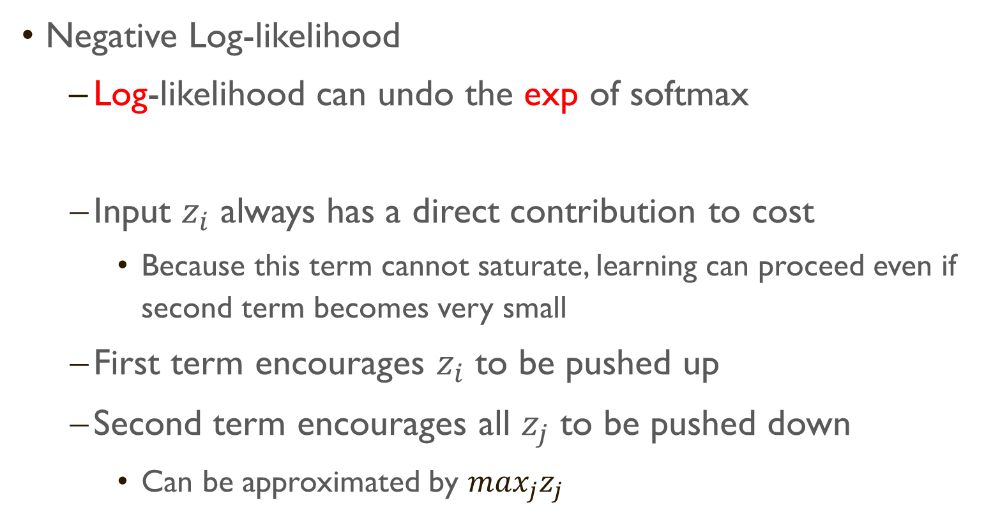 • Negative Log-likelihood
– Log-likelihood can undo the exp of softmax
– Input z_i always has a direct contribution to cost
• Because this term cannot saturate, learning can proceed even if
second term becomes very small
– First term encourages z_i to be pushed up
– Second term encourages all z_j to be pushed down
• Can be approximated by max_j z_j